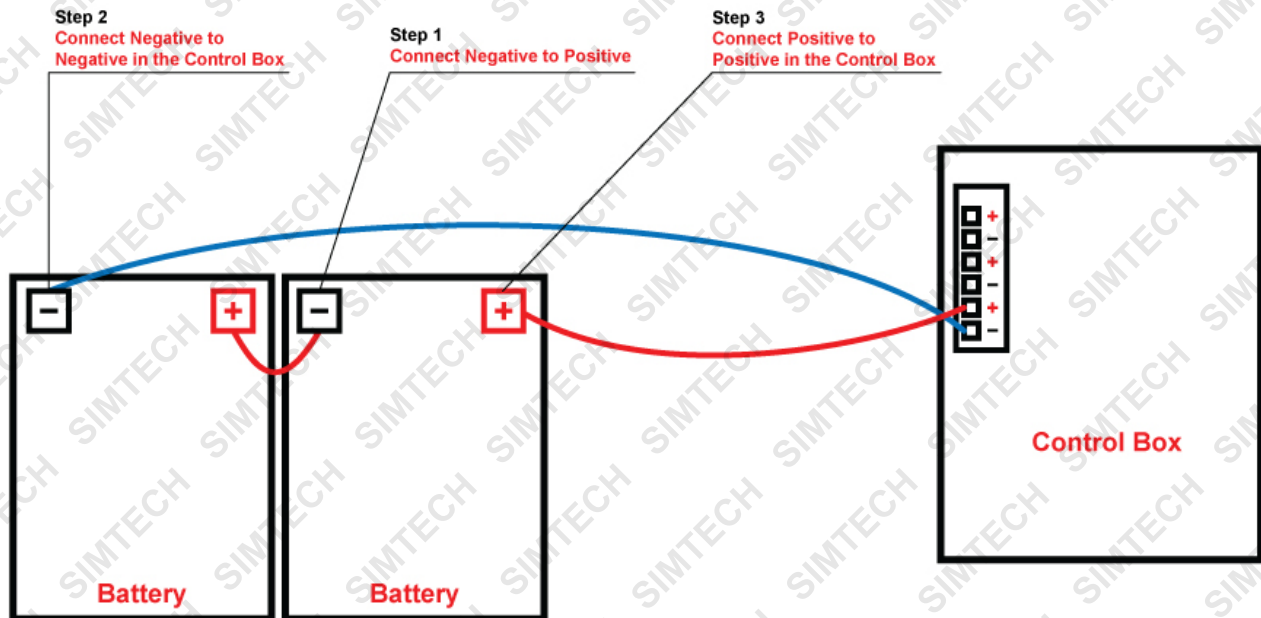 Step 2
Connect Negative to
Negative in the Control Box
Step 1
Connect Negative to Positive
Step 3
Connect Positive to
Positive in the Control Box
+
-
+
-
+
-
-
+
-
+
Control Box
Battery
Battery
SIMTECH